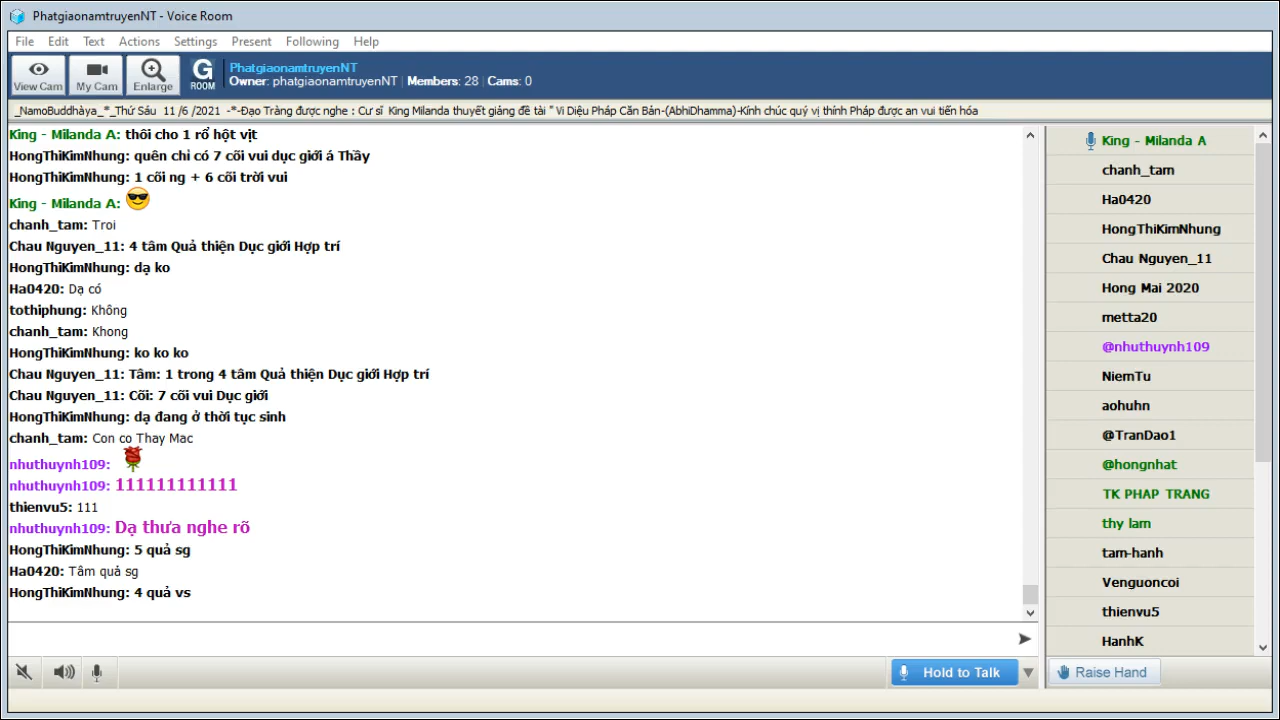 PhatgiaonamtruyenNT - Voice Room
File Edit Text Actions Settings Present Following Help
View Cam My Cam Enlarge G ROOM
PhatgiaonamtruyenNT
Owner: phatgiaonamtruyenNT Members: 28 Cams: 0
_NamoBuddhàya_*_Thứ Sáu 11 /6 /2021 -*-Đạo Tràng được nghe : Cư sĩ King Milanda thuyết giảng đề tài " Vi Diệu Pháp Căn Bản-(AbhiDhamma)-Kính chúc quý vị thính Pháp được an vui tiến hóa
King - Milanda A: thôi cho 1 rổ hột vịt
HongThiKimNhung: quên chỉ có 7 cõi vui dục giới á Thầy
HongThiKimNhung: 1 cõi ng + 6 cõi trời vui
King - Milanda A:
chanh_tam: Troi
Chau Nguyen_11: 4 tâm Quả thiện Dục giới Hợp trí
HongThiKimNhung: dạ ko
Ha0420: Dạ có
tothiphung: Không
chanh_tam: Khong
HongThiKimNhung: ko ko ko
Chau Nguyen_11: Tâm: 1 trong 4 tâm Quả thiện Dục giới Hợp trí
Chau Nguyen_11: Cõi: 7 cõi vui Dục giới
HongThiKimNhung: dạ đang ở thời tục sinh
chanh_tam: Con co Thay Mac
nhuthuynh109:
nhuthuynh109: 111111111111
thienvu5: 111
nhuthuynh109: Dạ thưa nghe rõ
HongThiKimNhung: 5 quả sg
Ha0420: Tâm quả sg
HongThiKimNhung: 4 quả vs
Hold to Talk
King - Milanda A
chanh_tam
Ha0420
HongThiKimNhung
Chau Nguyen_11
Hong Mai 2020
metta20
@nhuthuynh109
NiemTu
aohuhn
@TranDao1
@hongnhat
TK PHAP TRANG
thy lam
tam-hanh
Venguoncoi
thienvu5
HanhK
Raise Hand